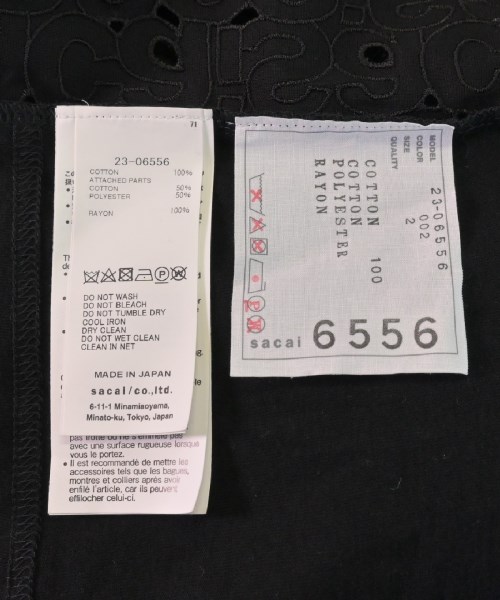 71
23-06556
COTTON 100%
ATTACHED PARTS
COTTON 50%
POLYESTER 50%
RAYON 100%
DO NOT WASH
DO NOT BLEACH
DO NOT TUMBLE DRY
COOL IRON
DRY CLEAN
DO NOT WET CLEAN
CLEAN IN NET
MADE IN JAPAN
sacai/co.,ltd.
6-11-1 Minamiaoyama,
Minato-ku, Tokyo, Japan
avec une surface rugueuse lorsque
vous le portez.
• Il est recommandé de mettre les
accessoires tels que les bagues,
montres et colliers après avoir
enfilé l'article, car ils peuvent
effilocher celui-ci.
MODEL 23-06556
COLOR 002
SIZE 2
QUALITY
COTTON 100
COTTON
POLYESTER
RAYON
sacai 6556